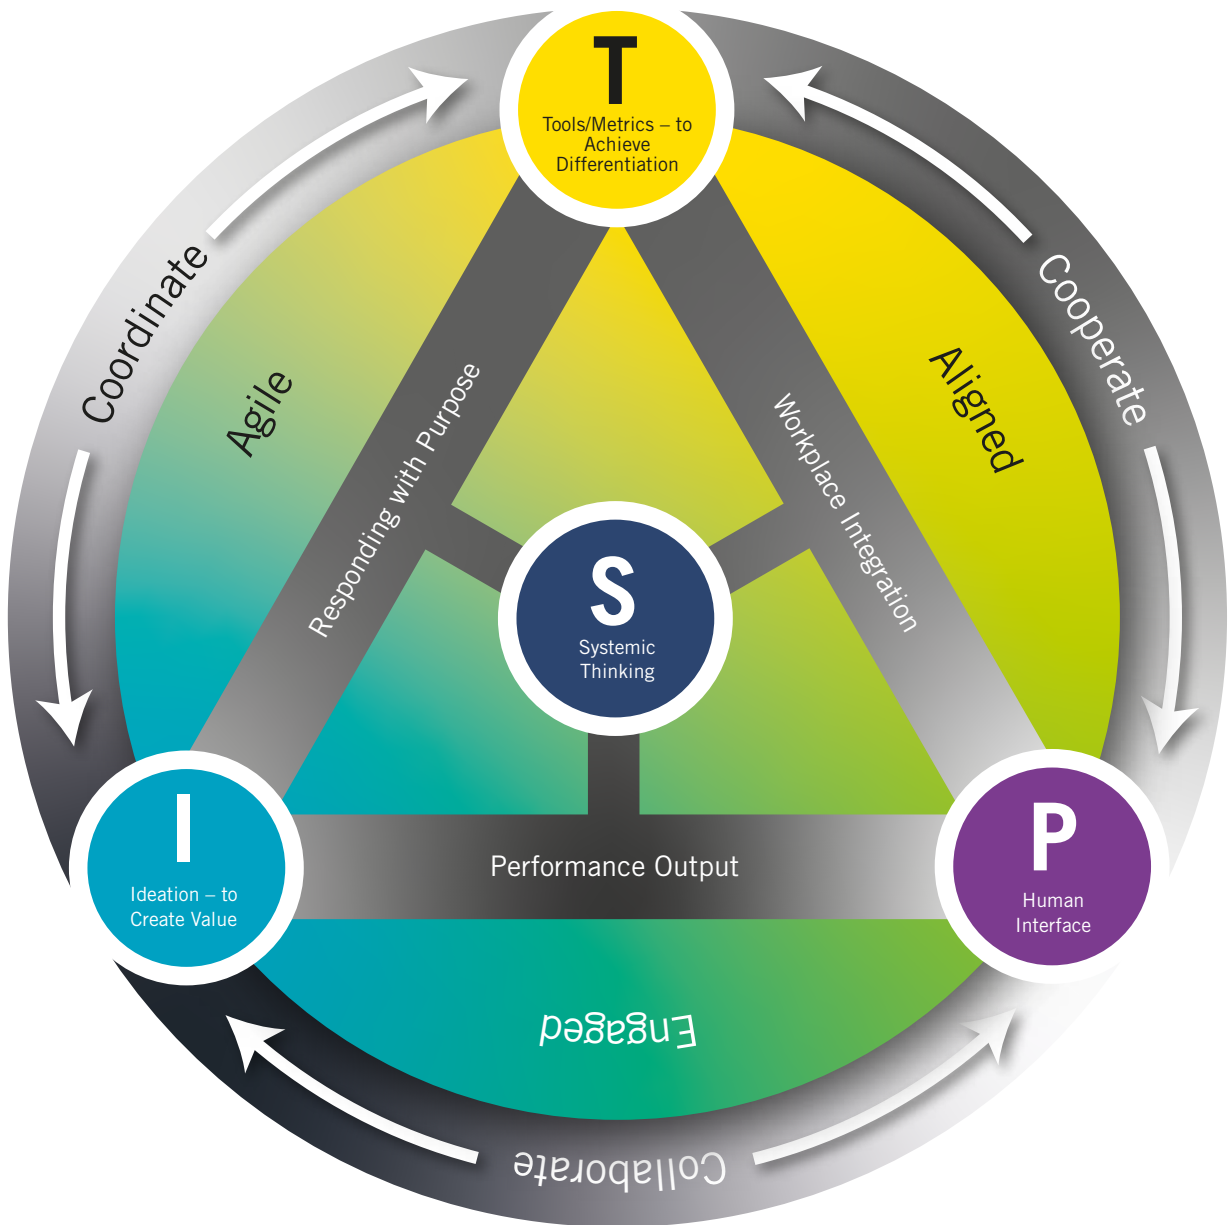 T
Tools/Metrics – to
Achieve
Differentiation
Coordinate
Cooperate
Agile
Aligned
Responding with Purpose
Workplace Integration
S
Systemic
Thinking
I
Ideation – to
Create Value
Performance Output
P
Human
Interface
Engaged
Collaborate